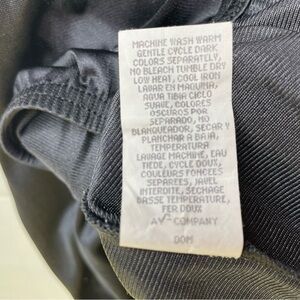 MACHINE WASH WARM
GENTLE CYCLE DARK
COLORS SEPARATELY,
NO BLEACH TUMBLE DRY
LOW HEAT, COOL IRON
LAVAR EN MAQUINA,
AGUA TIBIA CICLO
SUAVE, COLORES
OSCUROS POR
SEPARADO, NO
BLANQUEADOR, SECAR Y
PLANCHAR A BAJA,
TEMPERATURA
LAVAGE MACHINE, EAU
TIEDE, CYCLE DOUX,
COULEURS FONCEES
SEPAREES, JAVEL
INTERDITE, SECHAGE
BASSE TEMPERATURE,
FER DOUX
COMPANY
DOM